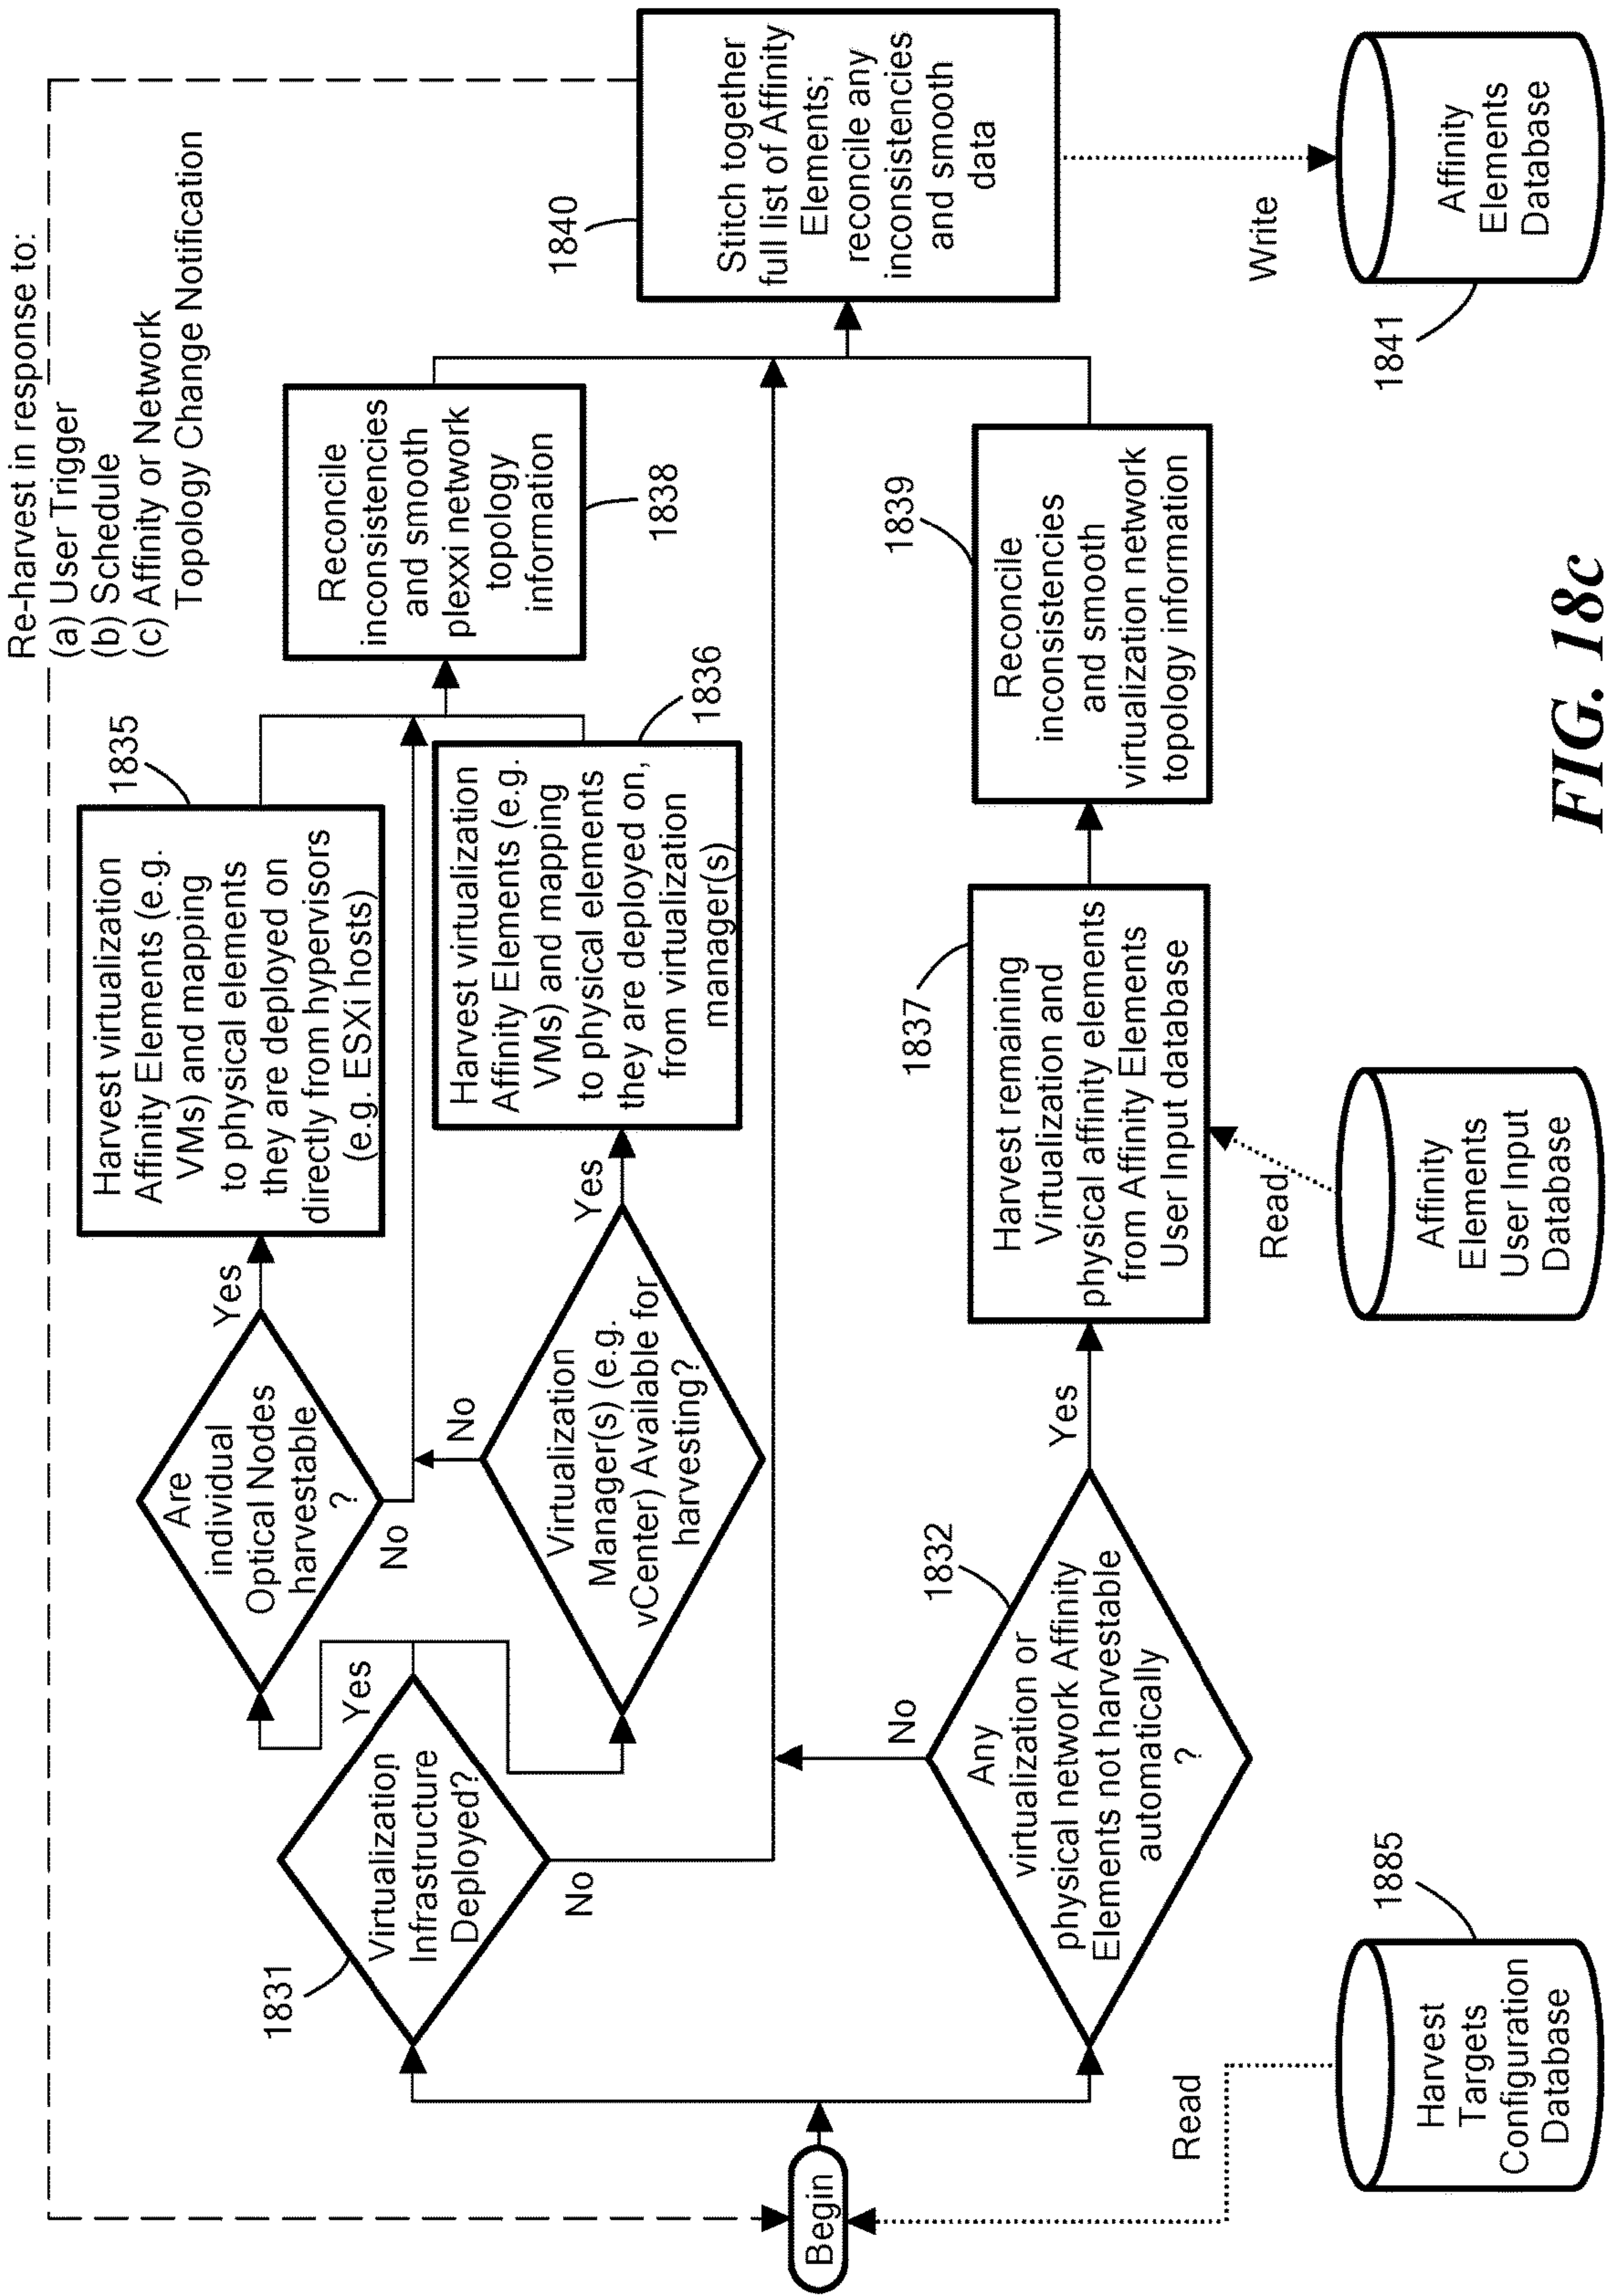 Re-harvest in response to:
(a) User Trigger
(b) Schedule
(c) Affinity or Network
Topology Change Notification
Begin
1831
Virtualization
Infrastructure
Deployed?
Yes
No
Are
individual
Optical Nodes
harvestable
?
Yes
No
1835
Harvest virtualization
Affinity Elements (e.g.
VMs) and mapping
to physical elements
they are deployed on
directly from hypervisors
(e.g. ESXi hosts)
Virtualization
Manager(s) (e.g.
vCenter) Available for
harvesting?
No
Yes
1836
Harvest virtualization
Affinity Elements (e.g.
VMs) and mapping
to physical elements
they are deployed on,
from virtualization
manager(s)
Reconcile
inconsistencies
and smooth
plexxi network
topology
information
1838
1832
Any
virtualization or
physical network Affinity
Elements not harvestable
automatically
?
No
Yes
1837
Harvest remaining
Virtualization and
physical affinity elements
from Affinity Elements
User Input database
1839
Reconcile
inconsistencies
and smooth
virtualization network
topology information
1840
Stitch together
full list of Affinity
Elements;
reconcile any
inconsistencies
and smooth
data
Read
1885
Harvest
Targets
Configuration
Database
Read
Affinity
Elements
User Input
Database
Write
1841
Affinity
Elements
Database
FIG. 18c